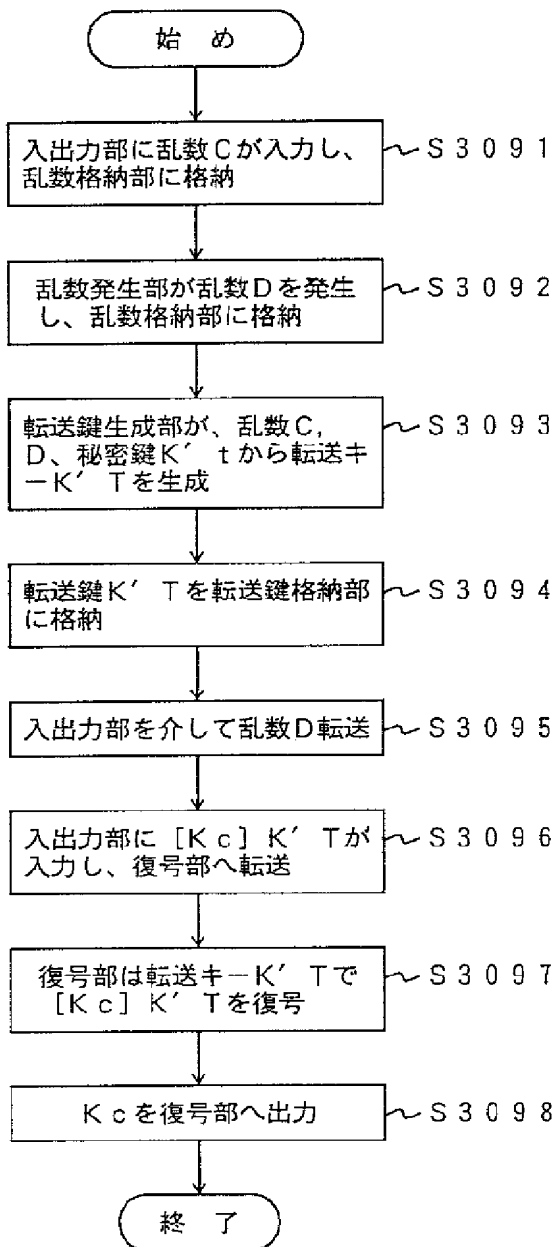 始 め
入出力部に乱数Cが入力し、 S3091
乱数格納部に格納
乱数発生部が乱数Dを発生 S3092
し、乱数格納部に格納
転送鍵生成部が、乱数C, S3093
D、秘密鍵K′tから転送キ
ーK′Tを生成
転送鍵K′Tを転送鍵格納部 S3094
に格納
入出力部を介して乱数D転送 S3095
入出力部に[Kc]K′Tが S3096
入力し、復号部へ転送
復号部は転送キーK′Tで S3097
[Kc]K′Tを復号
Kcを復号部へ出力 S3098
終 了